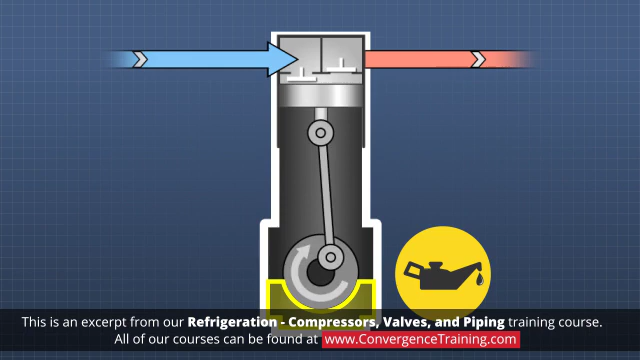 This is an excerpt from our Refrigeration - Compressors, Valves, and Piping training course.
All of our courses can be found at www.ConvergenceTraining.com